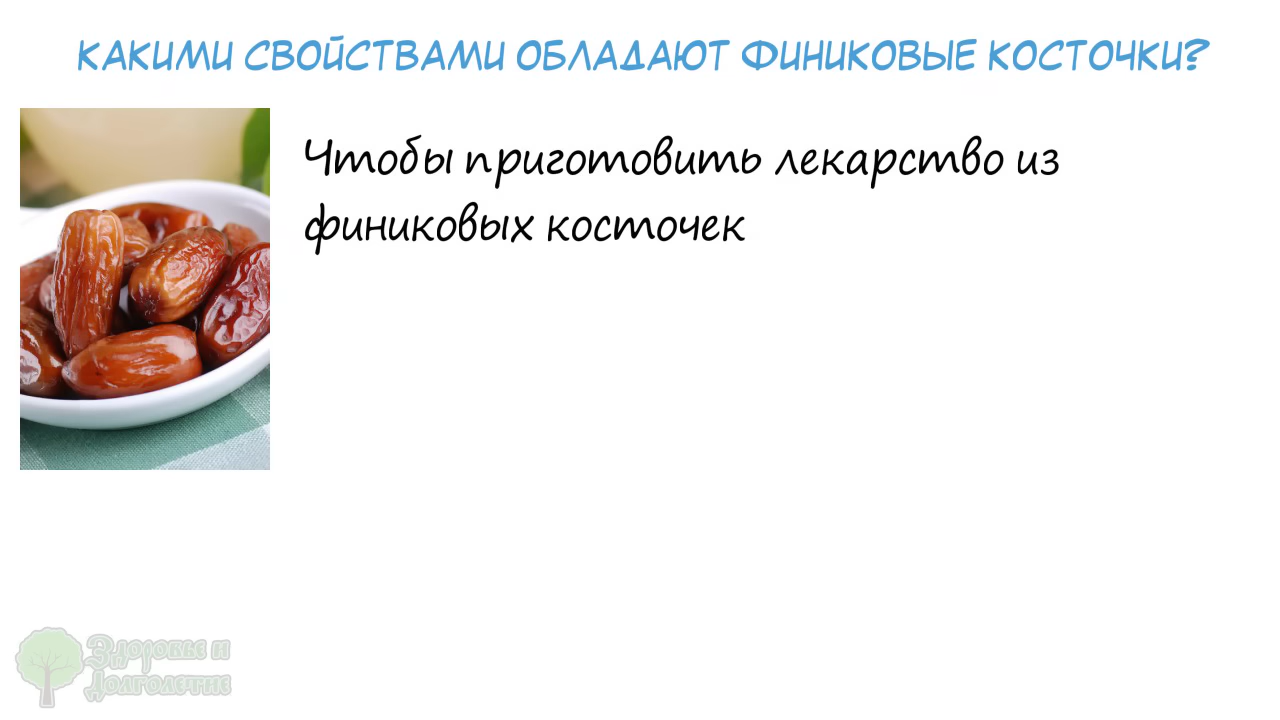 КАКИМИ СВОЙСТВАМИ ОБЛАДАЮТ ФИНИКОВЫЕ КОСТОЧКИ?
Чтобы приготовить лекарство из
финиковых косточек
Здоровье и
Долголетие